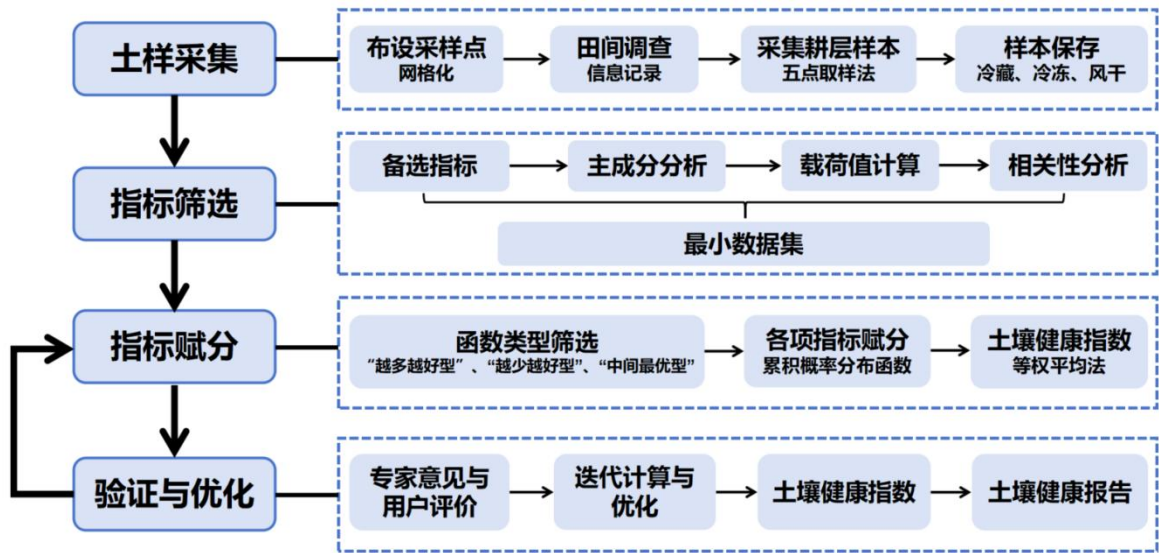 土样采集
布设采样点
网格化
田间调查
信息记录
采集耕层样本
五点取样法
样本保存
冷藏、冷冻、风干
指标筛选
备选指标
主成分分析
载荷值计算
相关性分析
最小数据集
指标赋分
函数类型筛选
“越多越好型”、“越少越好型”、“中间最优型”
各项指标赋分
累积概率分布函数
土壤健康指数
等权平均法
验证与优化
专家意见与
用户评价
迭代计算与
优化
土壤健康指数
土壤健康报告